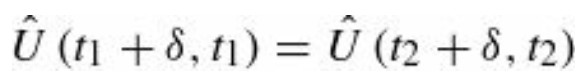 Û (t₁ + δ, t₁) = Û (t₂ + δ, t₂)